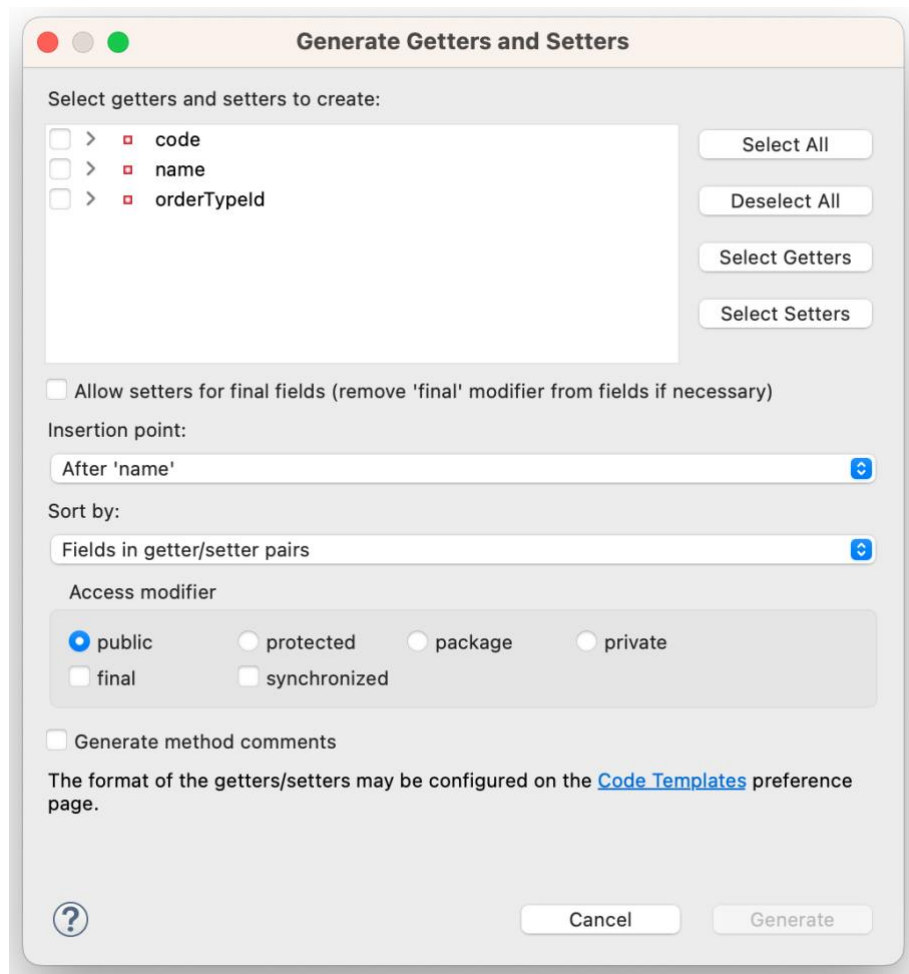 Generate Getters and Setters
Select getters and setters to create:
code
name
orderTypeId
Select All
Deselect All
Select Getters
Select Setters
Allow setters for final fields (remove 'final' modifier from fields if necessary)
Insertion point:
After 'name'
Sort by:
Fields in getter/setter pairs
Access modifier
public protected package private
final synchronized
Generate method comments
The format of the getters/setters may be configured on the Code Templates preference
page.
?
Cancel Generate